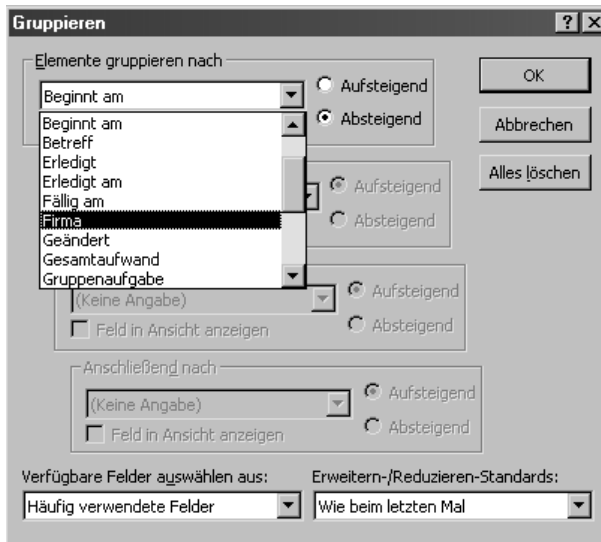 Gruppieren
Elemente gruppieren nach
Beginnt am
Aufsteigend
Absteigend
OK
Abbrechen
Alles löschen
Beginnt am
Betreff
Erledigt
Erledigt am
Fällig am
Firma
Geändert
Gesamtaufwand
Gruppenaufgabe
Aufsteigend
Absteigend
(Keine Angabe)
Feld in Ansicht anzeigen
Aufsteigend
Absteigend
Anschließend nach
(Keine Angabe)
Feld in Ansicht anzeigen
Aufsteigend
Absteigend
Verfügbare Felder auswählen aus:
Häufig verwendete Felder
Erweitern-/Reduzieren-Standards:
Wie beim letzten Mal